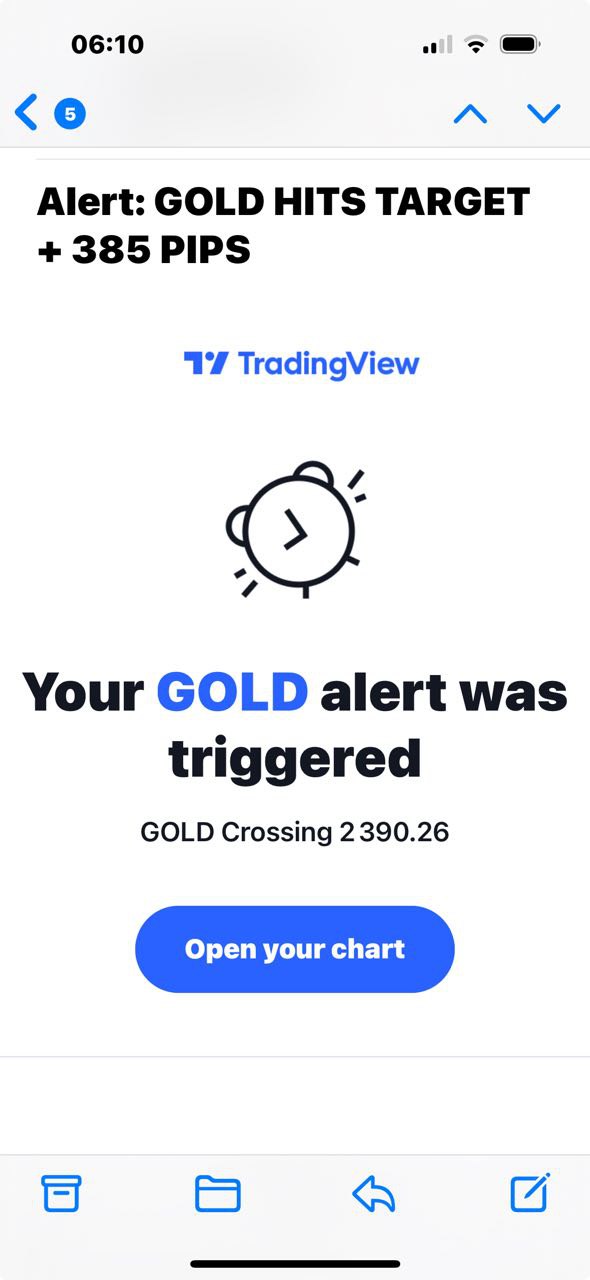 06:10
5
Alert: GOLD HITS TARGET
+ 385 PIPS
TradingView
Your GOLD alert was
triggered
GOLD Crossing 2 390.26
Open your chart